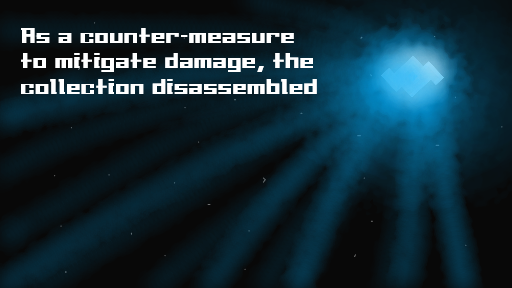 As a counter-measure
to mitigate damage, the
collection disassembled